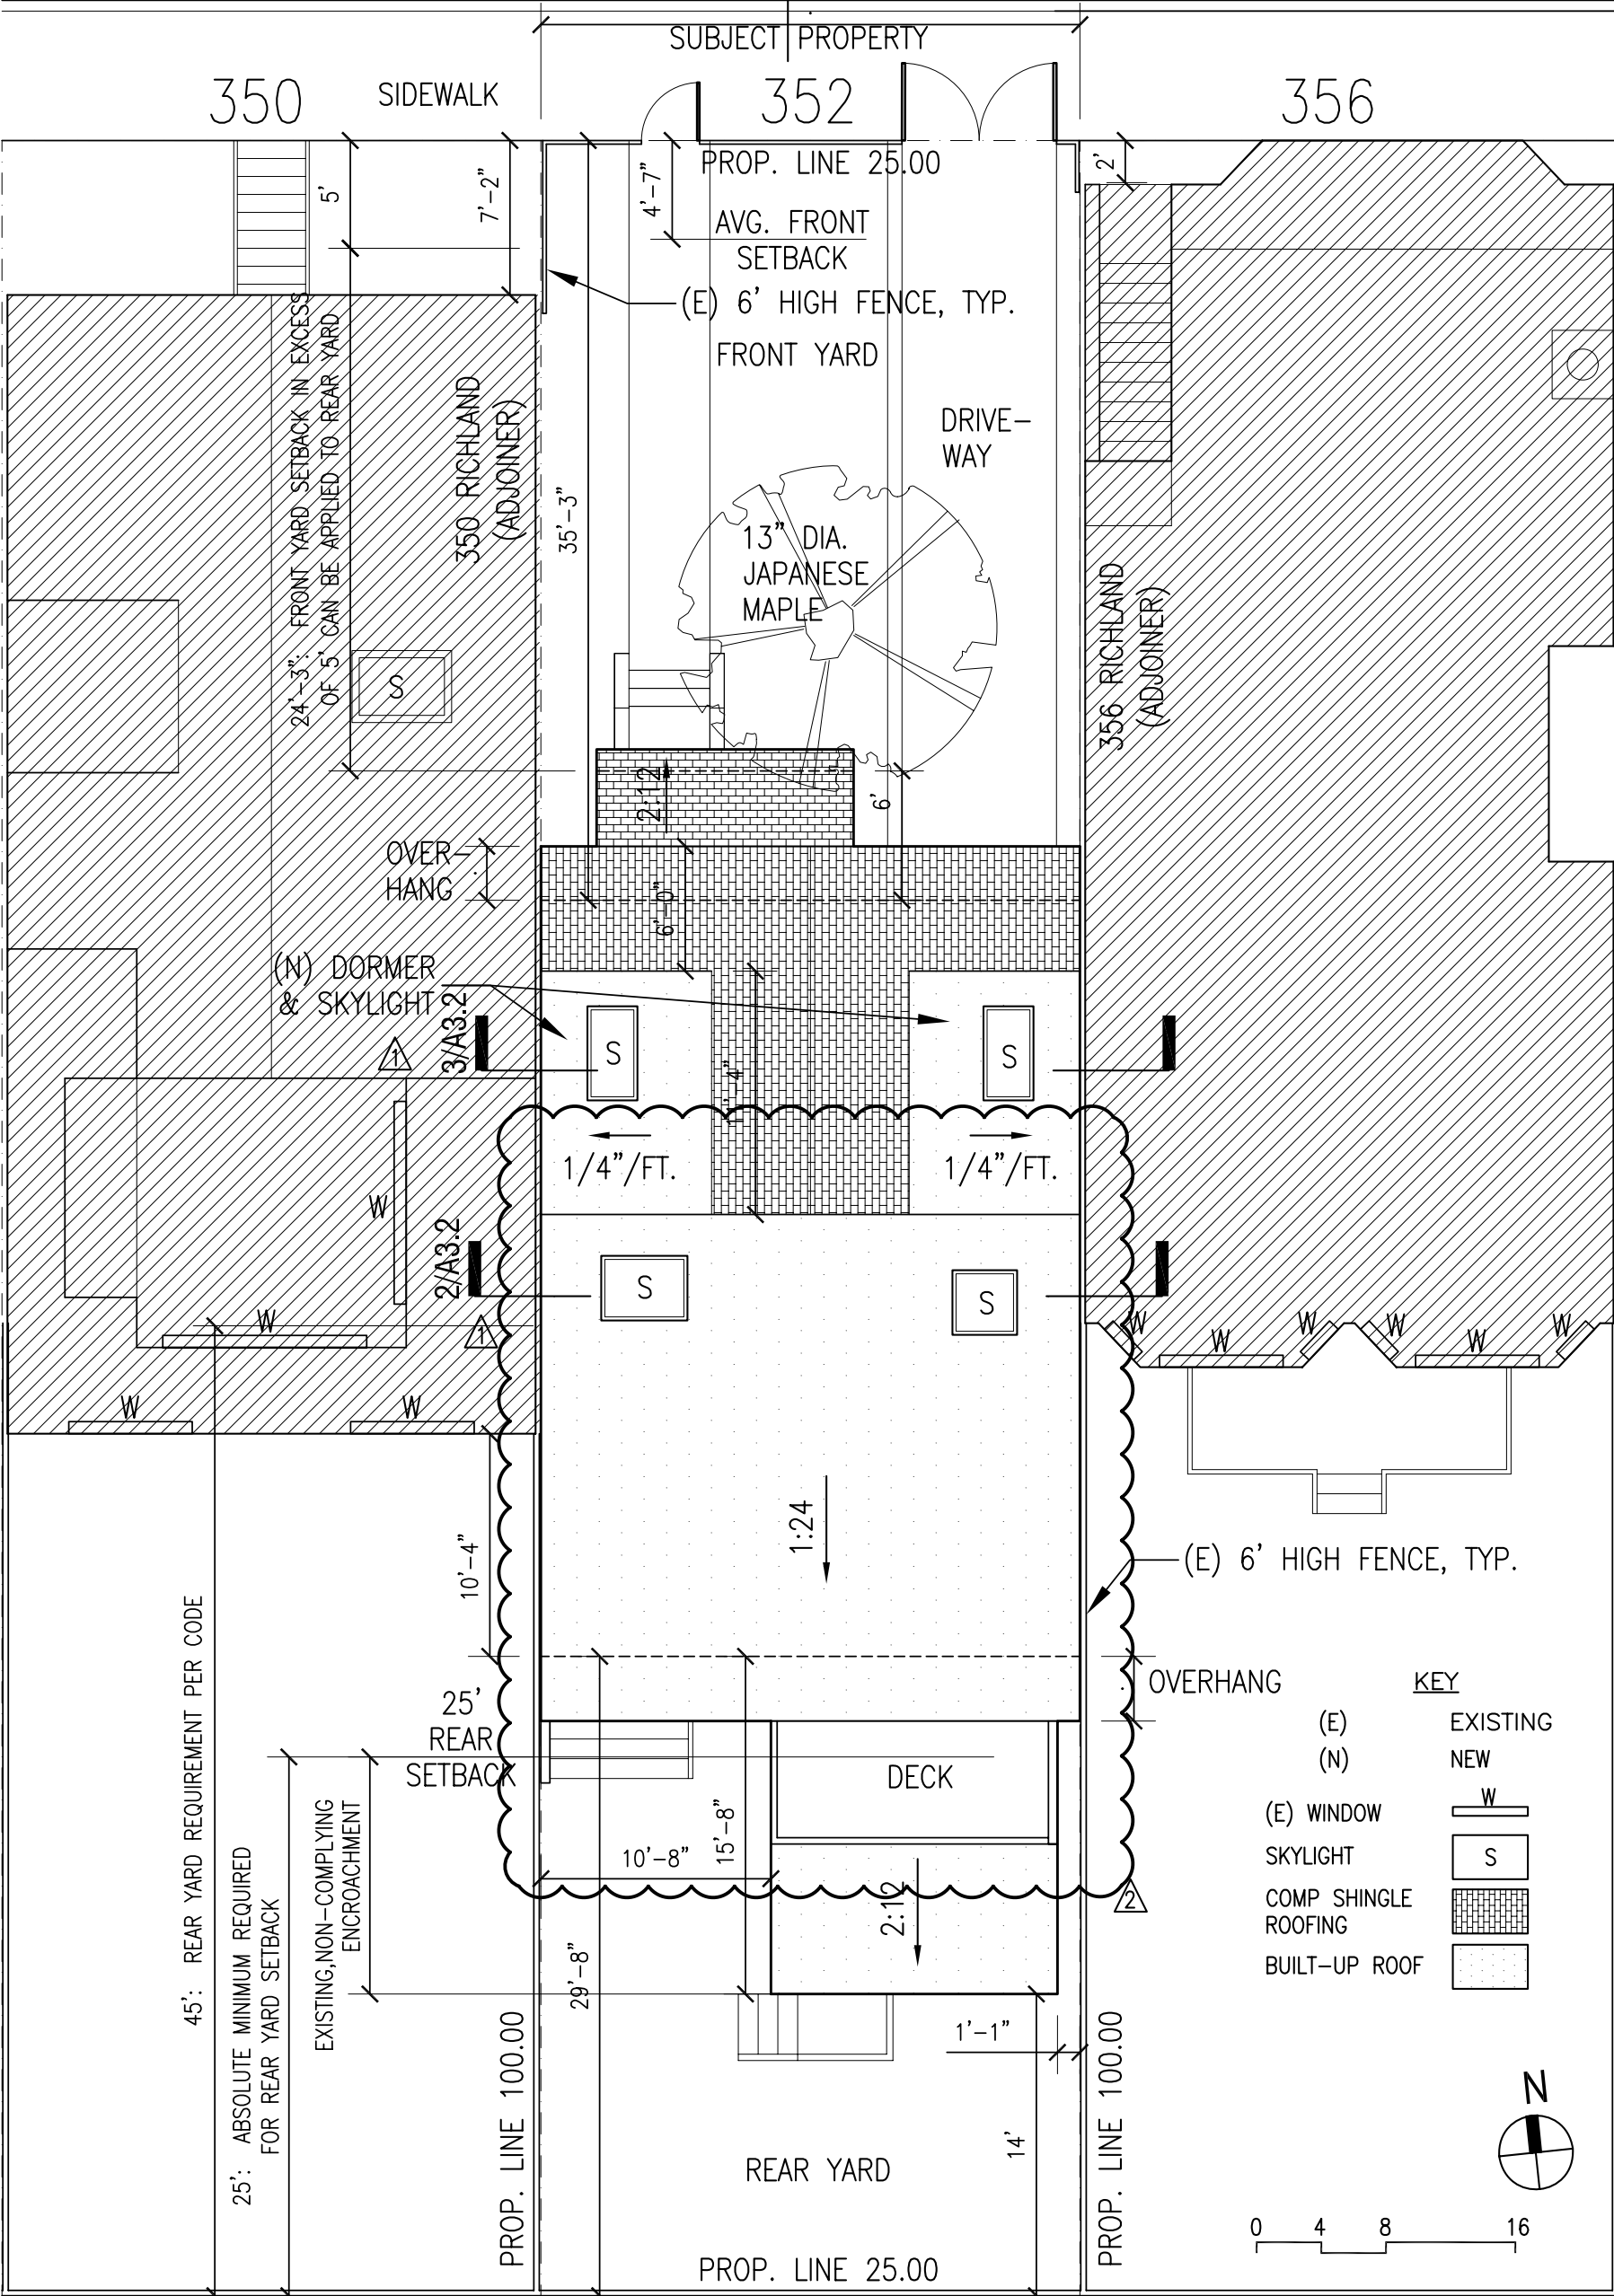 SUBJECT PROPERTY
350
SIDEWALK
352
356
PROP. LINE 25.00
5'
7'-2"
4'-7"
2'
AVG. FRONT
SETBACK
(E) 6' HIGH FENCE, TYP.
FRONT YARD
24'-3": FRONT YARD SETBACK IN EXCESS
OF 5' CAN BE APPLIED TO REAR YARD
350 RICHLAND
(ADJOINER)
35'-3"
DRIVE-
WAY
13" DIA.
JAPANESE
MAPLE
356 RICHLAND
(ADJOINER)
S
2:12
6'
OVER-
HANG
6'-0"
(N) DORMER
& SKYLIGHT
3/A3.2
1
S
S
11'-4"
1/4"/FT.
1/4"/FT.
W
2/A3.2
1
S
S
W
W
W
W
W
W
W
W
W
W
1:24
10'-4"
(E) 6' HIGH FENCE, TYP.
45': REAR YARD REQUIREMENT PER CODE
25'
REAR
SETBACK
OVERHANG
DECK
25': ABSOLUTE MINIMUM REQUIRED
FOR REAR YARD SETBACK
EXISTING,NON-COMPLYING
ENCROACHMENT
10'-8"
15'-8"
2:12
2
29'-8"
1'-1"
14'
PROP. LINE 100.00
PROP. LINE 100.00
REAR YARD
PROP. LINE 25.00
KEY
(E) EXISTING
(N) NEW
(E) WINDOW W
SKYLIGHT S
COMP SHINGLE
ROOFING
BUILT-UP ROOF
N
0 4 8 16